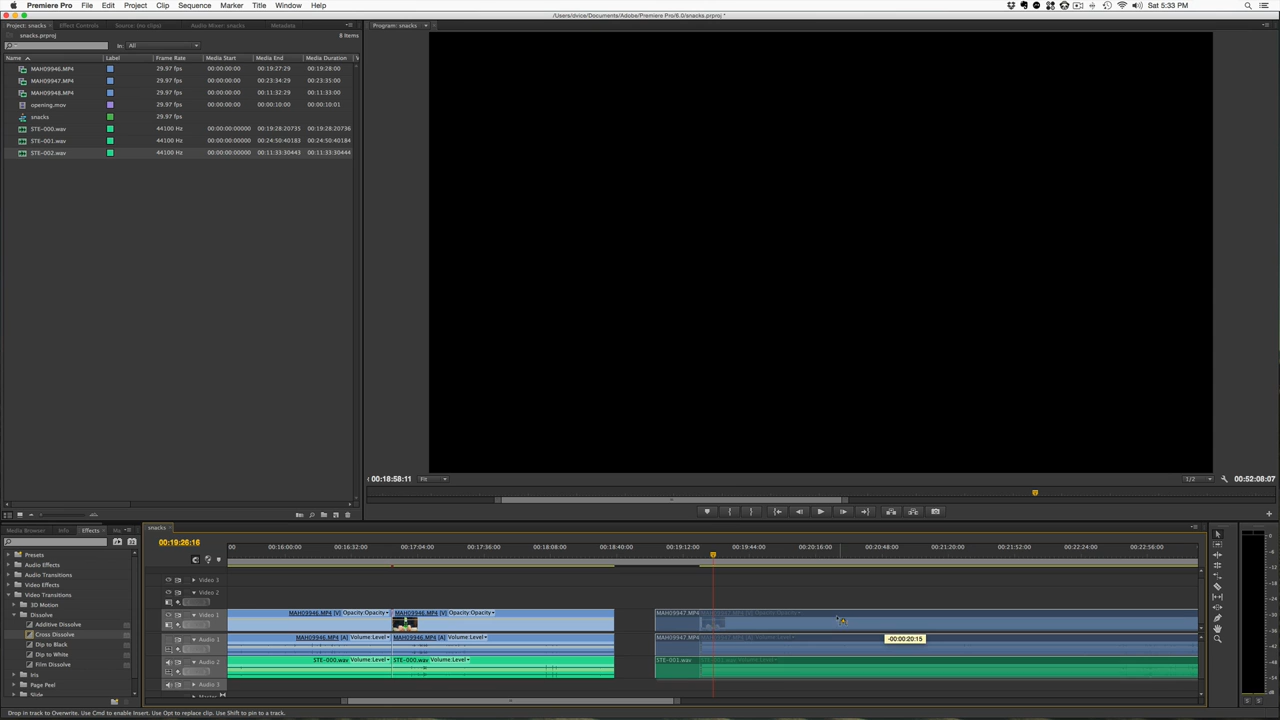 Premiere Pro File Edit Project Clip Sequence Marker Title Window Help Sat 5:33 PM
/Users/dvice/Documents/Adobe/Premiere Pro/6.0/snacks.prproj *
Project: snacks Effect Controls Source: (no clips) Audio Mixer: snacks Metadata Program: snacks
snacks.prproj 8 Items
In: All
Name Label Frame Rate Media Start Media End Media Duration
MAH09946.MP4 29.97 fps 00:00:00:00 00:19:27:29 00:19:28:00
MAH09947.MP4 29.97 fps 00:00:00:00 00:23:34:29 00:23:35:00
MAH09948.MP4 29.97 fps 00:00:00:00 00:11:32:29 00:11:33:00
opening.mov 29.97 fps 00:00:00:00 00:00:10:00 00:00:10:01
snacks 29.97 fps
STE-000.wav 44100 Hz 00:00:00:00000 00:19:28:20735 00:19:28:20736
STE-001.wav 44100 Hz 00:00:00:00000 00:24:50:40183 00:24:50:40184
STE-002.wav 44100 Hz 00:00:00:00000 00:11:33:30443 00:11:33:30444
00:18:58:11 Fit 1/2 00:52:08:07
Media Browser Info Effects snacks
Presets
Audio Effects
Audio Transitions
Video Effects
Video Transitions
3D Motion
Dissolve
Additive Dissolve
Cross Dissolve
Dip to Black
Dip to White
Film Dissolve
Iris
Page Peel
Slide
00:19:26:16
00 00:16:00:00 00:16:32:00 00:17:04:00 00:17:36:00 00:18:08:00 00:18:40:00 00:19:12:00 00:19:44:00 00:20:16:00 00:20:48:00 00:21:20:00 00:21:52:00 00:22:24:00 00:22:56:00
Video 3
Video 2
Video 1 MAH09946.MP4 [V] Opacity:Opacity MAH09946.MP4 [V] Opacity:Opacity MAH09947.MP4 MAH09947.MP4 [V] Opacity:Opacity
Audio 1 MAH09946.MP4 [A] Volume:Level MAH09946.MP4 [A] Volume:Level MAH09947.MP4 MAH09947.MP4 [A] Volume:Level
-00:00:20:15
Audio 2 STE-000.wav Volume:Level STE-000.wav Volume:Level STE-001.wav STE-001.wav Volume:Level
Audio 3
Drop in track to Overwrite. Use Cmd to enable Insert. Use Opt to replace clip. Use Shift to pin to a track.